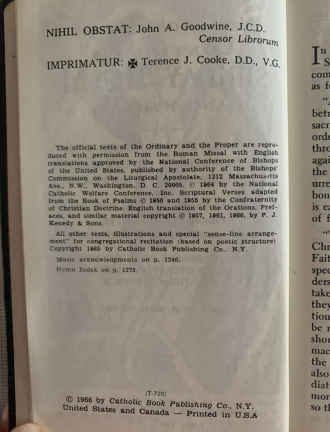 NIHIL OBSTAT: John A. Goodwine, J.C.D.
Censor Librorum
IMPRIMATUR: ✠ Terence J. Cooke, D.D., V.G.
The official texts of the Ordinary and the Proper are repro-
duced with permission from the Roman Missal with English
translations approved by the National Conference of Bishops
of the United States, published by authority of the Bishops'
Commission on the Liturgical Apostolate, 1312 Massachusetts
Ave., N.W., Washington, D. C. 20005, © 1964 by the National
Catholic Welfare Conference, Inc. Scriptural Verses adapted
from the Book of Psalms © 1950 and 1955 by the Confraternity
of Christian Doctrine. English translation of the Orations, Pref-
aces, and similar material copyright © 1957, 1961, 1966, by P. J.
Kenedy & Sons.
All other texts, illustrations and special "sense-line arrange-
ment" for congregational recitation (based on poetic structure)
Copyright 1965 by Catholic Book Publishing Co., N.Y.
Music acknowledgments on p. 1246.
Hymn Index on p. 1275.
(T-720)
© 1966 by Catholic Book Publishing Co., N.Y.
United States and Canada — Printed in U.S.A